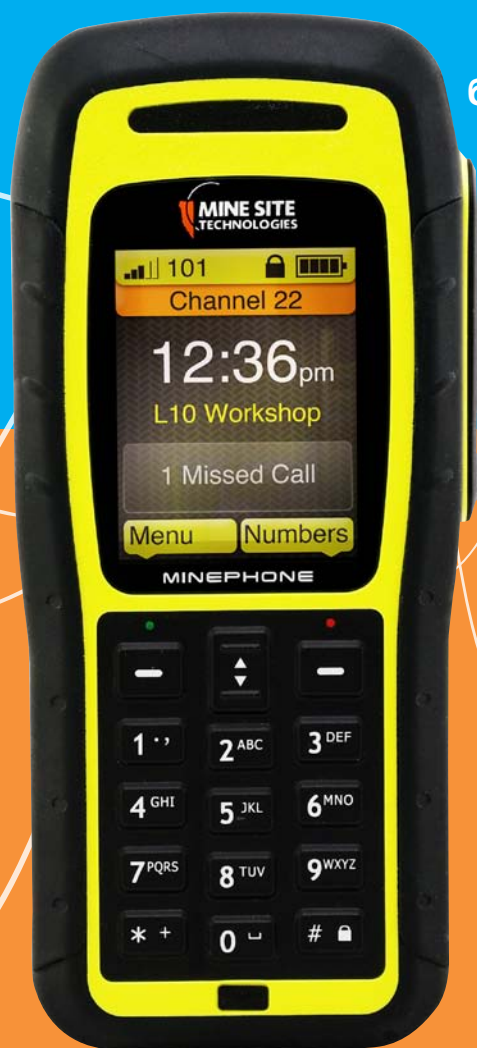 6
MINE SITE
TECHNOLOGIES
101
Channel 22
12:36pm
L10 Workshop
1 Missed Call
Menu Numbers
MINEPHONE
1 ., 2 ABC 3 DEF
4 GHI 5 JKL 6 MNO
7 PQRS 8 TUV 9 WXYZ
* + 0 ␣ #